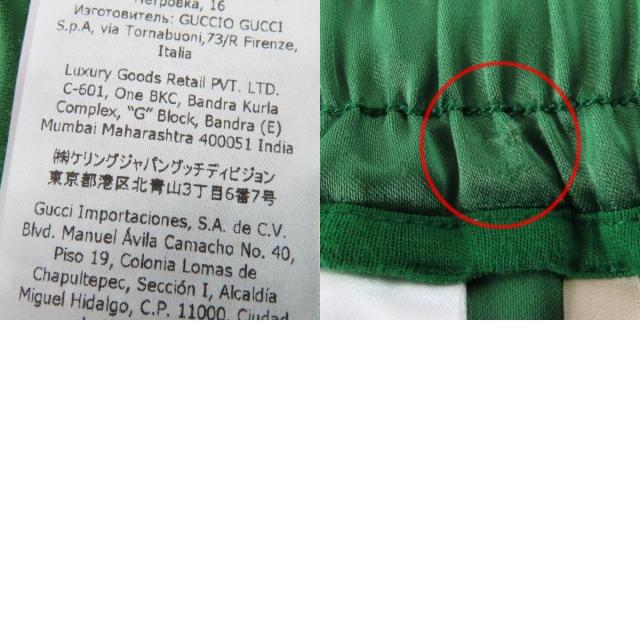 Петровка, 16
Изготовитель: GUCCIO GUCCI
S.p.A, via Tornabuoni,73/R Firenze,
Italia
Luxury Goods Retail PVT. LTD.
C-601, One BKC, Bandra Kurla
Complex, "G" Block, Bandra (E)
Mumbai Maharashtra 400051 India
㈱ケリングジャパングッチディビジョン
東京都港区北青山3丁目6番7号
Gucci Importaciones, S.A. de C.V.
Blvd. Manuel Ávila Camacho No. 40,
Piso 19, Colonia Lomas de
Chapultepec, Sección I, Alcaldía
Miguel Hidalgo, C.P. 11000, Ciudad